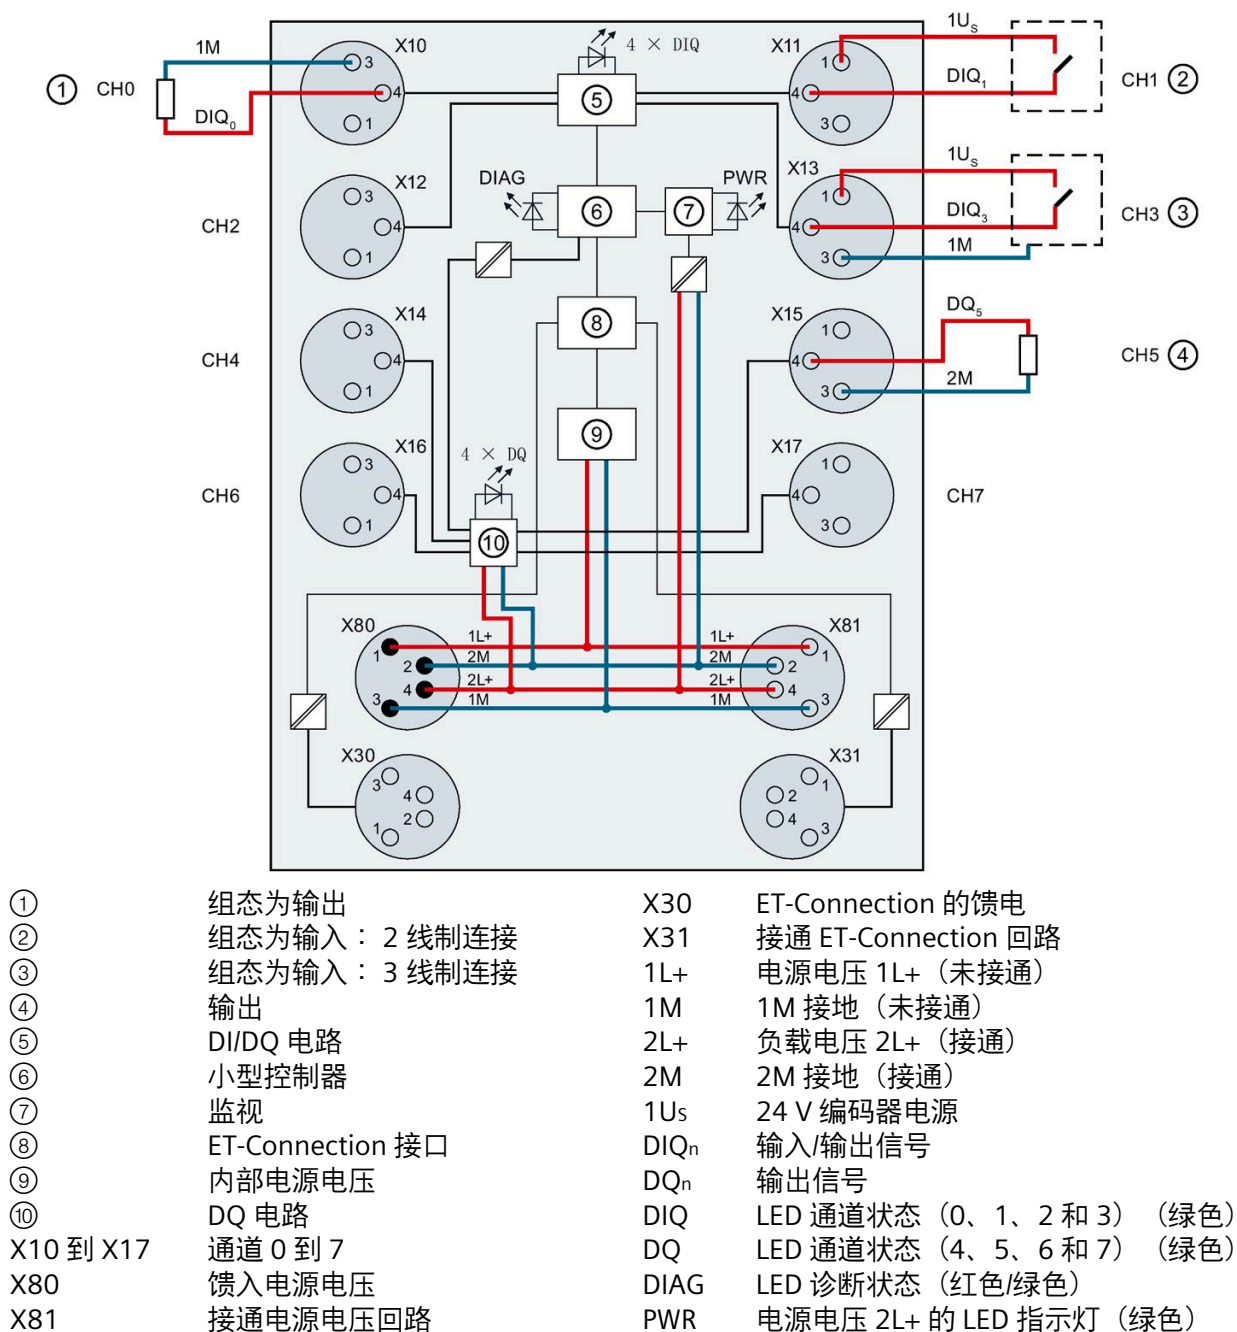 1M X10 4 × DIQ X11 1Us
① CH0 3 1 DIQ₁ CH1 ②
DIQ₀ 4 ⑤ 4
1 3
X12 DIAG PWR X13 1Us
3 1
CH2 4 ⑥ ⑦ 4 DIQ₃ CH3 ③
1 3 1M
X14 X15 DQ₅
3 ⑧ 1
CH4 4 4 CH5 ④
1 3 2M
⑨
X16 4 × DQ X17
3 1
CH6 4 4 CH7
1 ⑩ 3
X80 1L+ 1L+ X81
1 2 2M 2M 2 1
4 2L+ 2L+ 4
3 1M 1M 3
X30 X31
3 4 2 1
1 2 4 3
① 组态为输出 X30 ET-Connection 的馈电
② 组态为输入：2 线制连接 X31 接通 ET-Connection 回路
③ 组态为输入：3 线制连接 1L+ 电源电压 1L+（未接通）
④ 输出 1M 1M 接地（未接通）
⑤ DI/DQ 电路 2L+ 负载电压 2L+（接通）
⑥ 小型控制器 2M 2M 接地（接通）
⑦ 监视 1Us 24 V 编码器电源
⑧ ET-Connection 接口 DIQn 输入/输出信号
⑨ 内部电源电压 DQn 输出信号
⑩ DQ 电路 DIQ LED 通道状态（0、1、2 和 3）（绿色）
X10 到 X17 通道 0 到 7 DQ LED 通道状态（4、5、6 和 7）（绿色）
X80 馈入电源电压 DIAG LED 诊断状态（红色/绿色）
X81 接通电源电压回路 PWR 电源电压 2L+ 的 LED 指示灯（绿色）